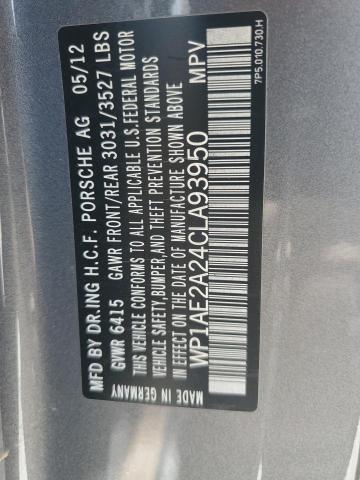 MFD BY DR.ING H.C.F. PORSCHE AG 05/12
GVWR 6415 GAWR FRONT/REAR 3031/3527 LBS
THIS VEHICLE CONFORMS TO ALL APPLICABLE U.S.FEDERAL MOTOR
VEHICLE SAFETY,BUMPER,AND THEFT PREVENTION STANDARDS
IN EFFECT ON THE DATE OF MANUFACTURE SHOWN ABOVE
WP1AE2A24CLA93950 MPV
MADE IN GERMANY
7P5.010.730.H